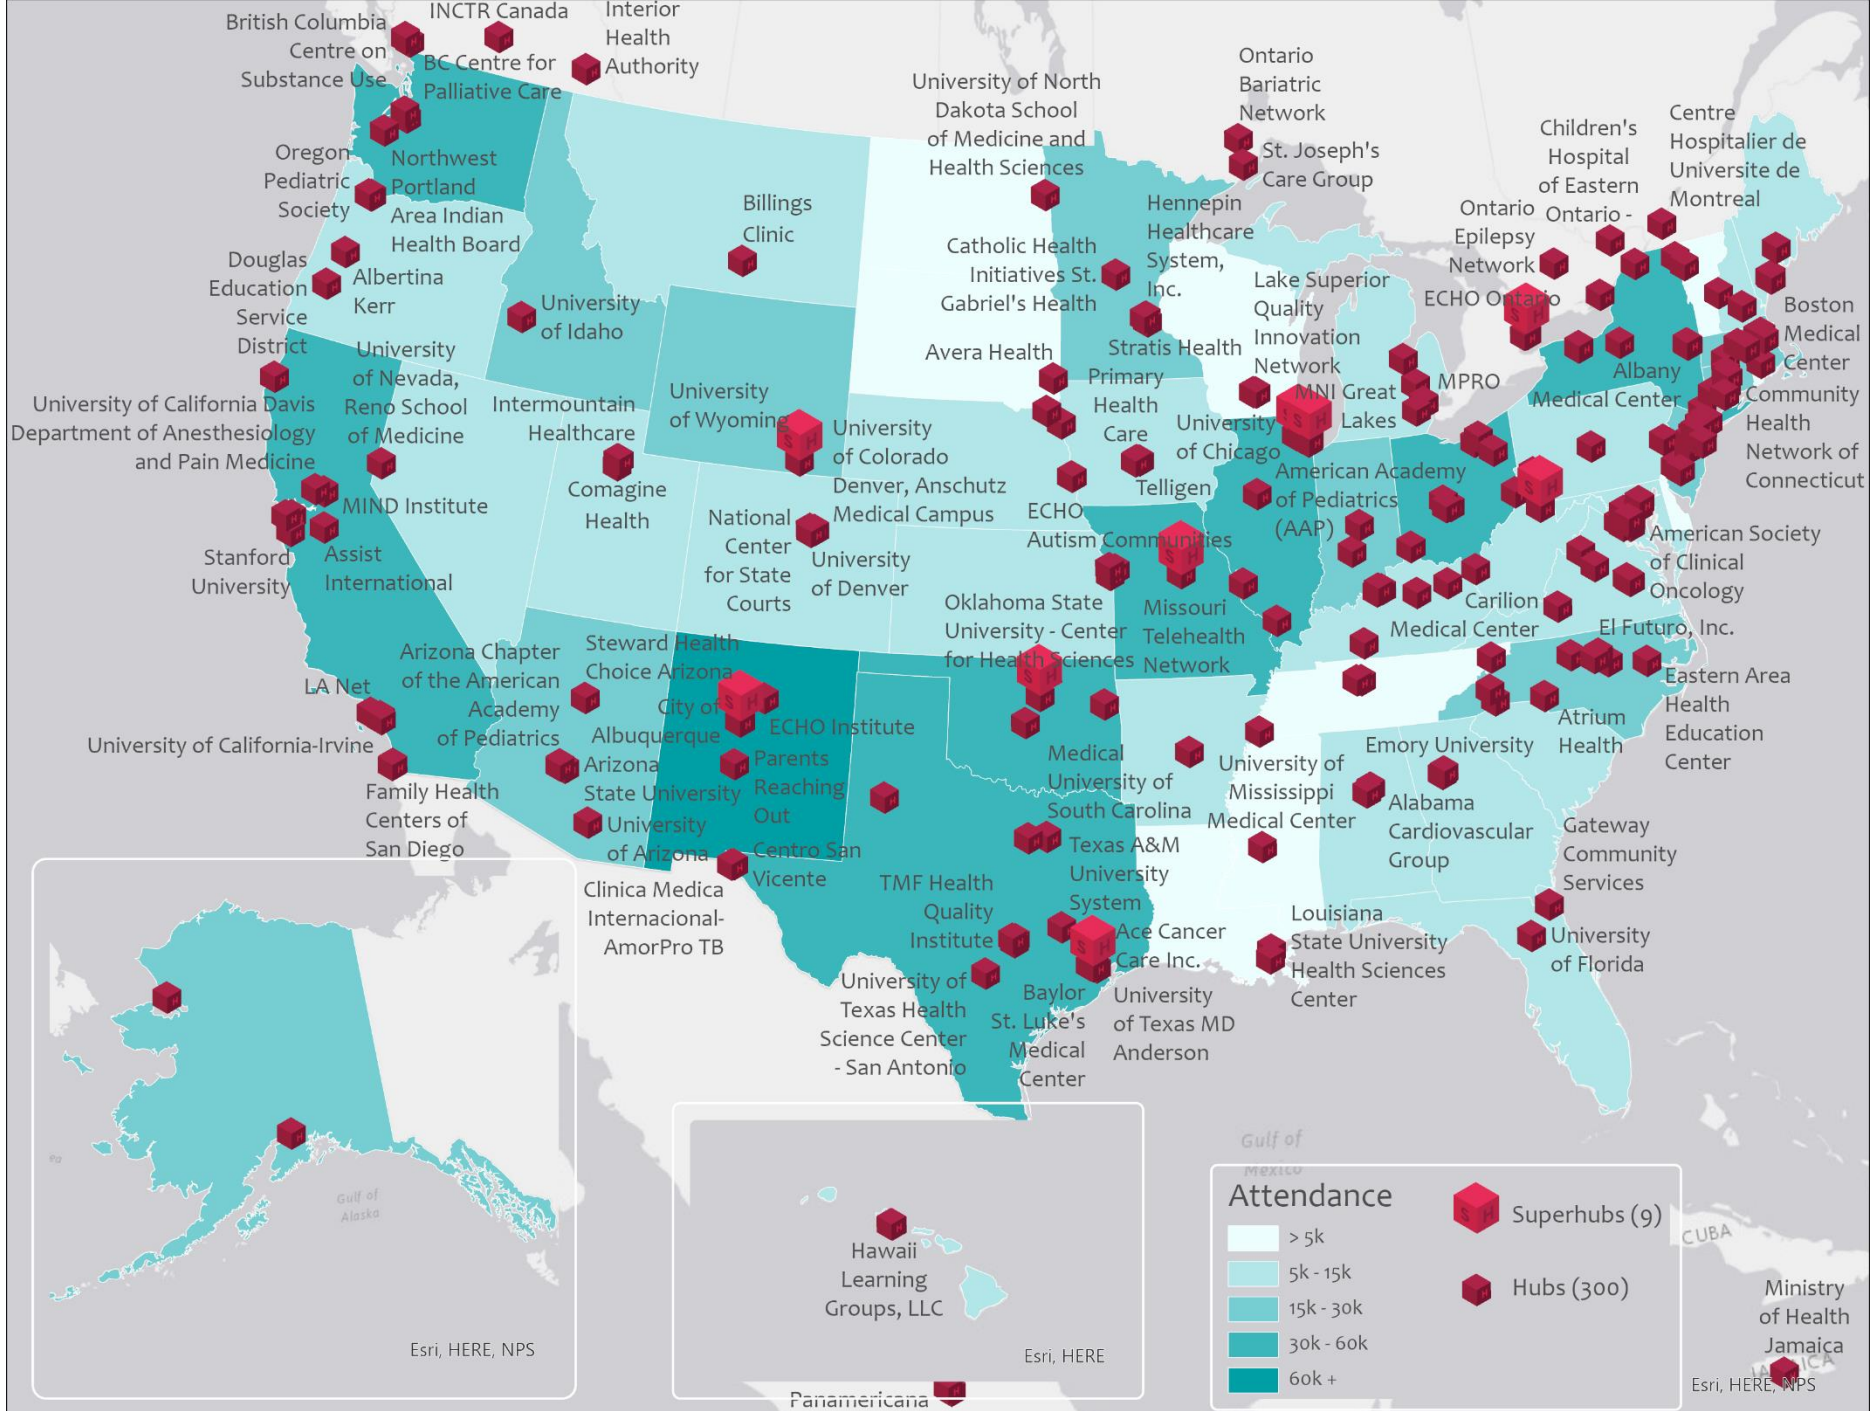 British Columbia
Centre on
Substance Use
INCTR Canada
Interior
Health
Authority
BC Centre for
Palliative Care
Oregon
Pediatric
Society
Northwest
Portland
Area Indian
Health Board
Douglas
Education
Service
District
Albertina
Kerr
University
of Idaho
Billings
Clinic
University of North
Dakota School
of Medicine and
Health Sciences
Catholic Health
Initiatives St.
Gabriel's Health
Hennepin
Healthcare
System,
Inc.
Ontario
Bariatric
Network
St. Joseph's
Care Group
Children's
Hospital
of Eastern
Ontario -
Centre
Hospitalier de
Universite de
Montreal
Ontario
Epilepsy
Network
ECHO Ontario
Lake Superior
Quality
Innovation
Network
Boston
Medical
Center
Avera Health
Stratis Health
Primary
Health
Care
MNI Great
Lakes
MPRO
Albany
Medical Center
Community
Health
Network of
Connecticut
University of California Davis
Department of Anesthesiology
and Pain Medicine
University
of Nevada,
Reno School
of Medicine
Intermountain
Healthcare
Comagine
Health
University
of Wyoming
University
of Colorado
Denver, Anschutz
Medical Campus
University
of Chicago
Telligen
American Academy
of Pediatrics
(AAP)
MIND Institute
Stanford
University
Assist
International
National
Center
for State
Courts
University
of Denver
ECHO
Autism Communities
American Society
of Clinical
Oncology
Oklahoma State
University - Center
for Health Sciences
Missouri
Telehealth
Network
Carilion
Medical Center
El Futuro, Inc.
Eastern Area
Health
Education
Center
Atrium
Health
LA Net
University of California-Irvine
Family Health
Centers of
San Diego
Arizona Chapter
of the American
Academy
of Pediatrics
Steward Health
Choice Arizona
City of
Albuquerque
ECHO Institute
Arizona
State University
Parents
Reaching
Out
University
of Arizona
Centro San
Vicente
Clinica Medica
Internacional-
AmorPro TB
Medical
University of
South Carolina
University of
Mississippi
Medical Center
Emory University
Alabama
Cardiovascular
Group
Gateway
Community
Services
Texas A&M
University
System
TMF Health
Quality
Institute
Ace Cancer
Care Inc.
Louisiana
State University
Health Sciences
Center
University
of Florida
University of
Texas Health
Science Center
- San Antonio
Baylor
St. Luke's
Medical
Center
University
of Texas MD
Anderson
Gulf of
Alaska
Esri, HERE, NPS
Hawaii
Learning
Groups, LLC
Esri, HERE
Panamericana
Gulf of
Mexico
Attendance
> 5k
5k - 15k
15k - 30k
30k - 60k
60k +
Superhubs (9)
Hubs (300)
CUBA
Ministry
of Health
Jamaica
Esri, HERE, NPS